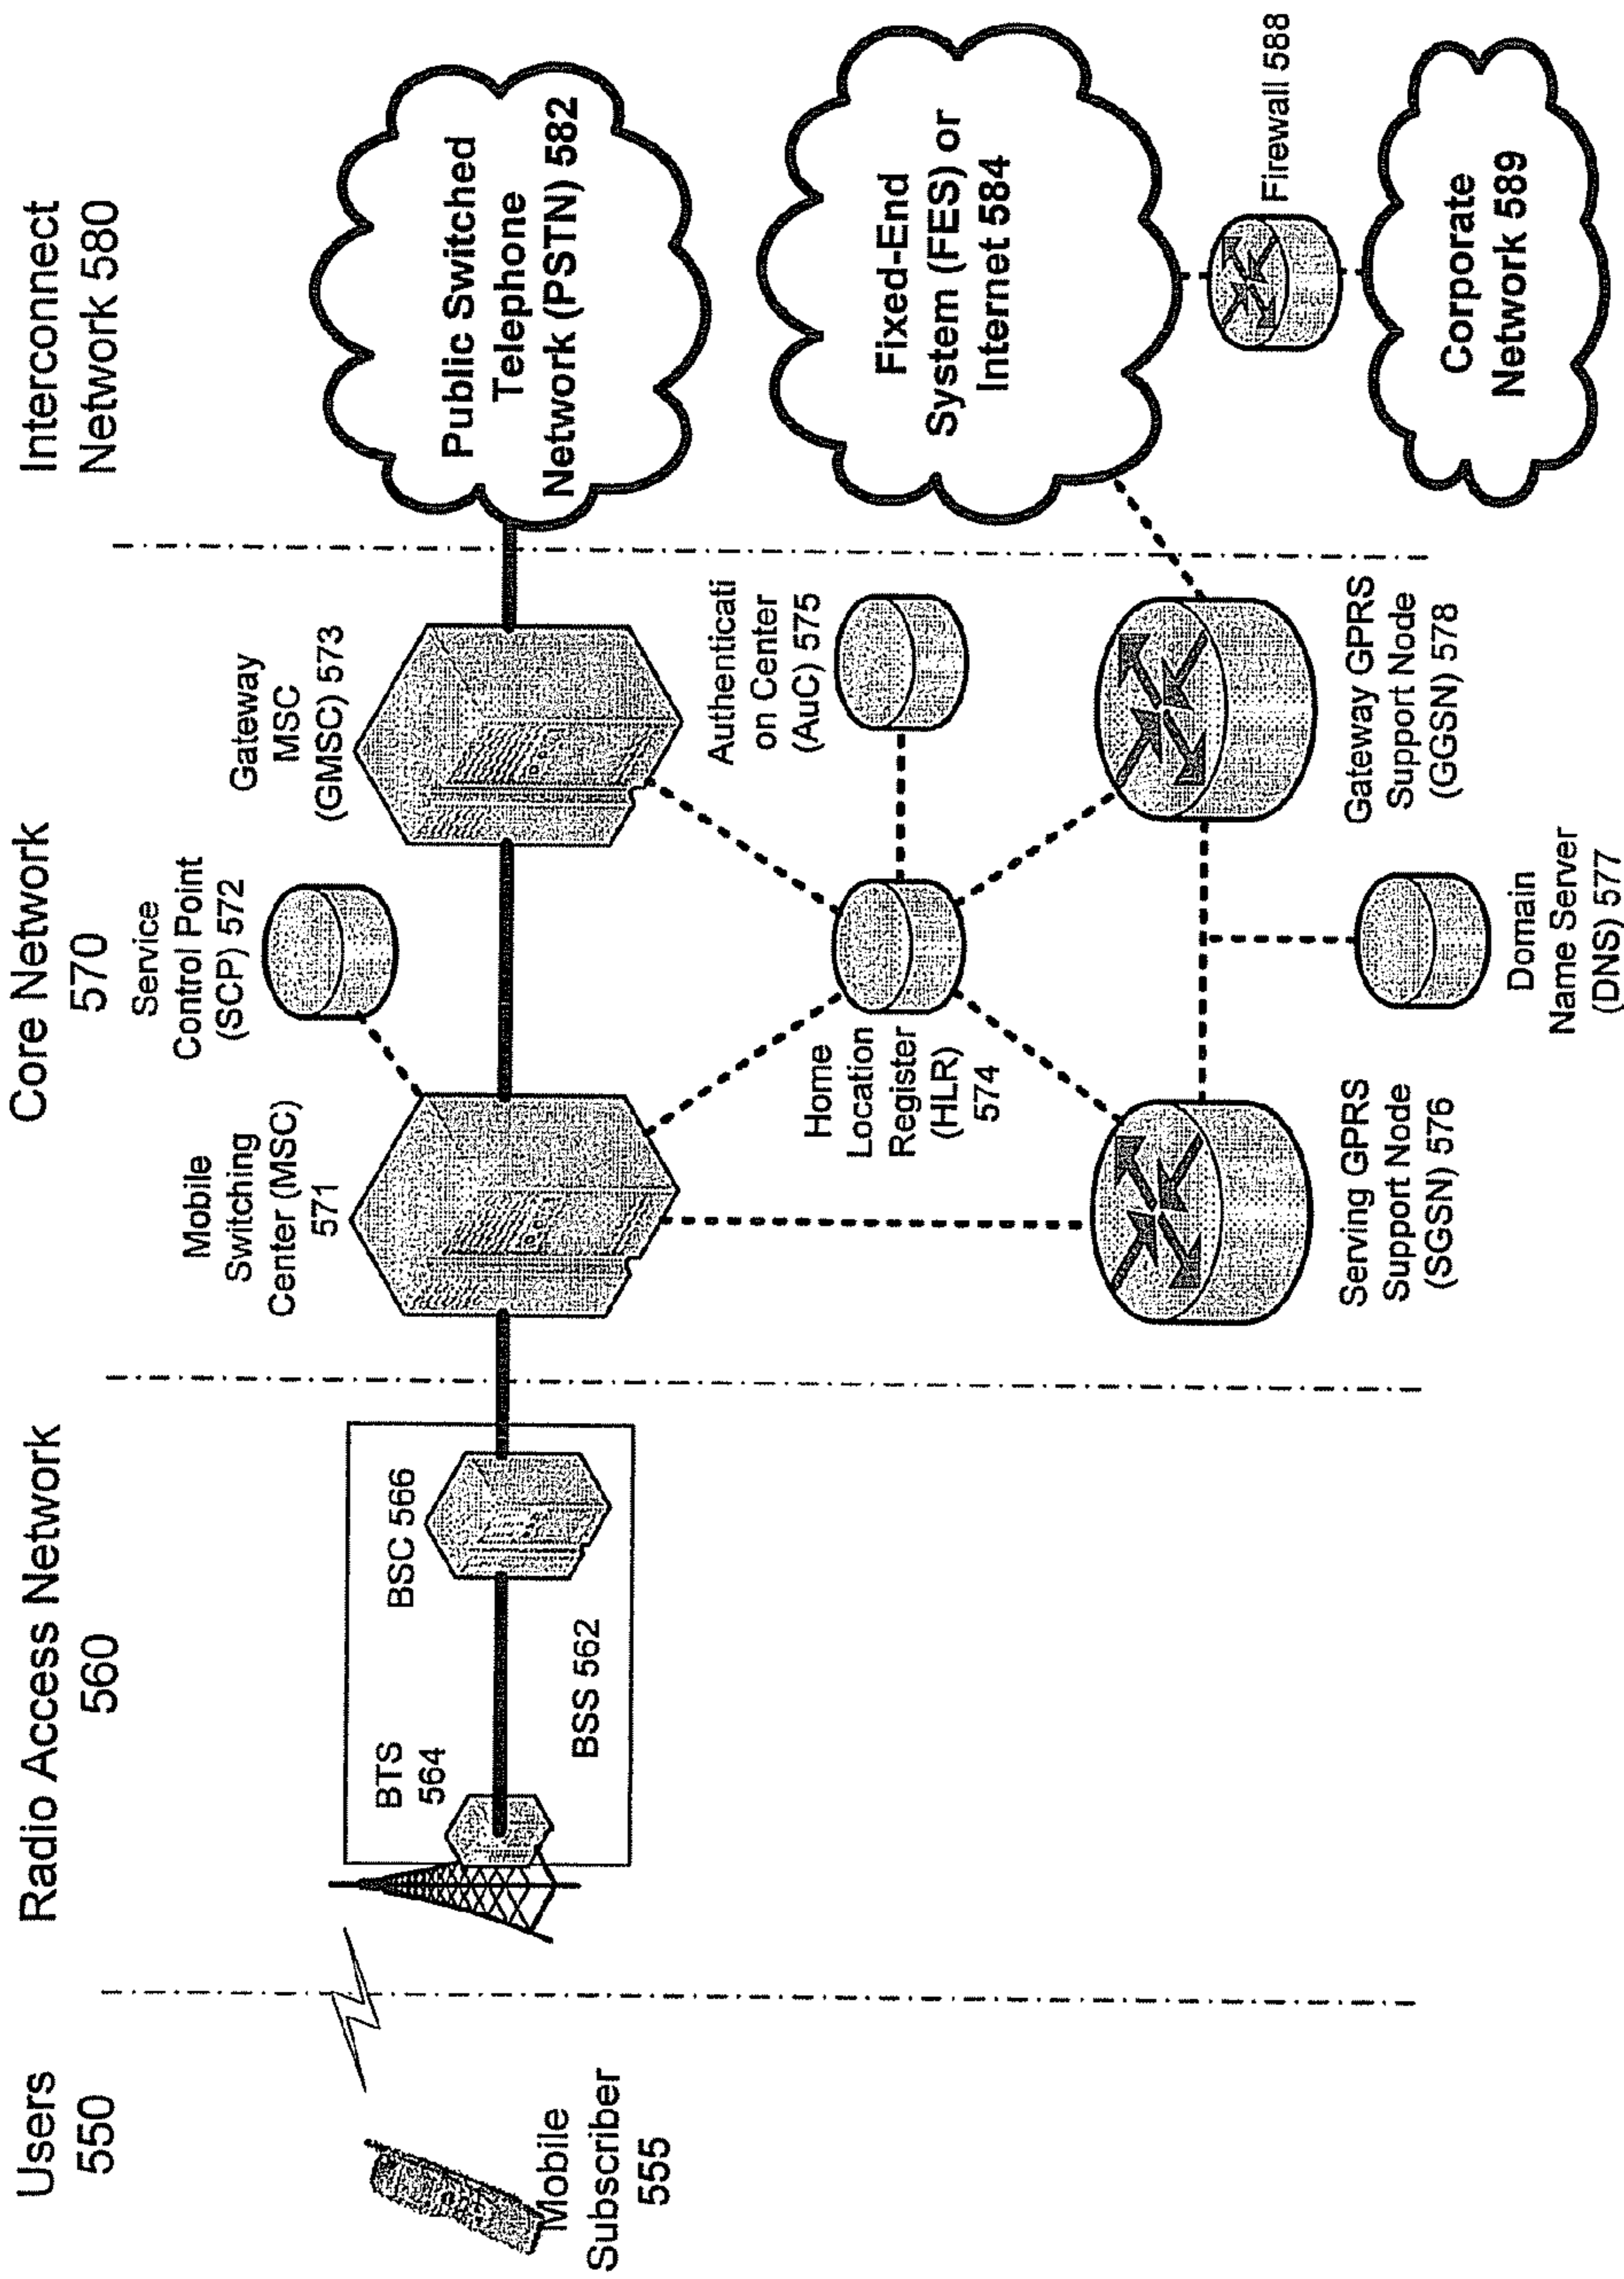 Users
550
Radio Access Network
560
Core Network
570
Interconnect
Network 580
Mobile
Subscriber
555
BTS
564
BSC 566
BSS 562
Mobile
Switching
Center (MSC)
571
Service
Control Point
(SCP) 572
Gateway
MSC
(GMSC) 573
Public Switched
Telephone
Network (PSTN) 582
Home
Location
Register
(HLR)
574
Authenticati
on Center
(AuC) 575
Fixed-End
System (FES) or
Internet 584
Serving GPRS
Support Node
(SGSN) 576
Domain
Name Server
(DNS) 577
Gateway GPRS
Support Node
(GGSN) 578
Firewall 588
Corporate
Network 589